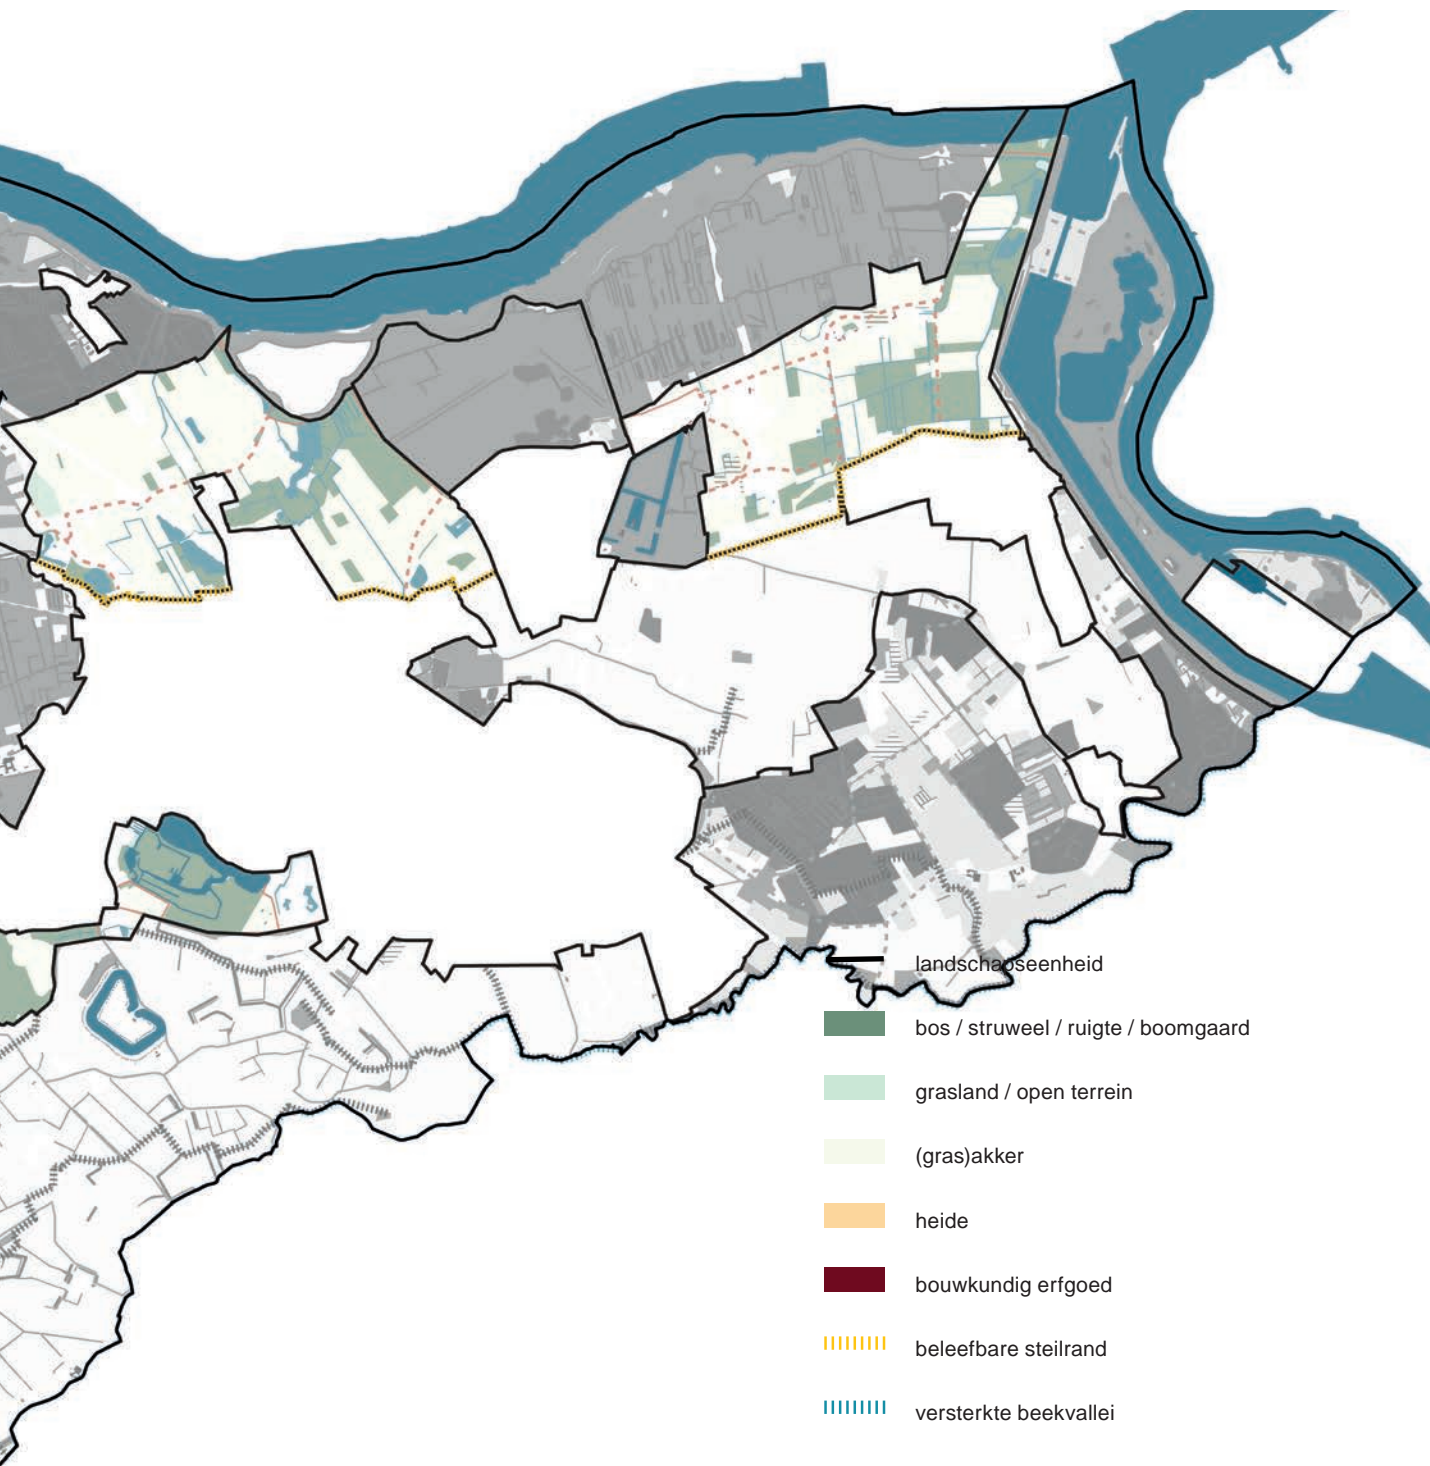 landschapseenheid
bos / struweel / ruigte / boomgaard
grasland / open terrein
(gras)akker
heide
bouwkundig erfgoed
beleefbare steilrand
versterkte beekvallei